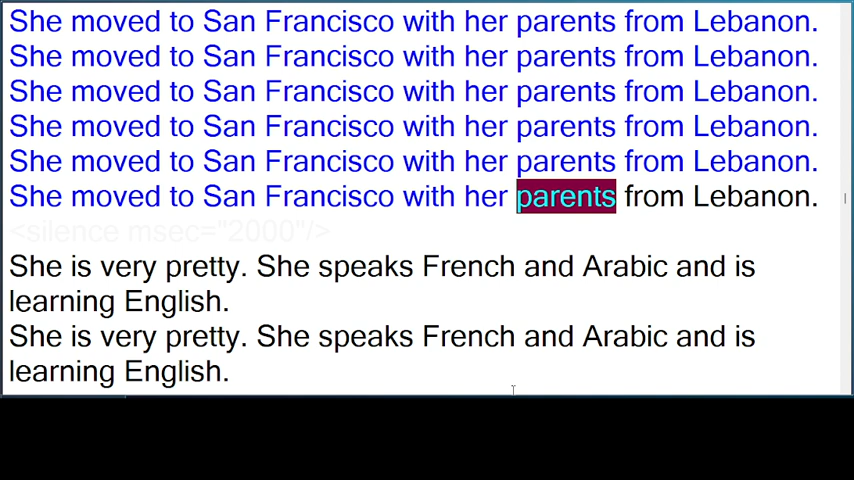 She moved to San Francisco with her parents from Lebanon.
She moved to San Francisco with her parents from Lebanon.
She moved to San Francisco with her parents from Lebanon.
She moved to San Francisco with her parents from Lebanon.
She moved to San Francisco with her parents from Lebanon.
She moved to San Francisco with her parents from Lebanon.
<silence msec="2000"/>
She is very pretty. She speaks French and Arabic and is
learning English.
She is very pretty. She speaks French and Arabic and is
learning English.